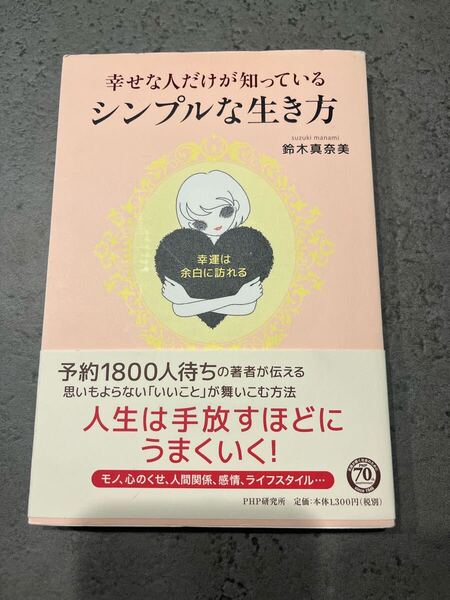 幸せな人だけが知っている
シンプルな生き方
suzuki manami
鈴木真奈美
幸運は
余白に訪れる
予約1800人待ちの著者が伝える
思いもよらない「いいこと」が舞いこむ方法
人生は手放すほどに
うまくいく!
モノ、心のくせ、人間関係、感情、ライフスタイル…
70
PHP研究所 定価:本体1,300円(税別)